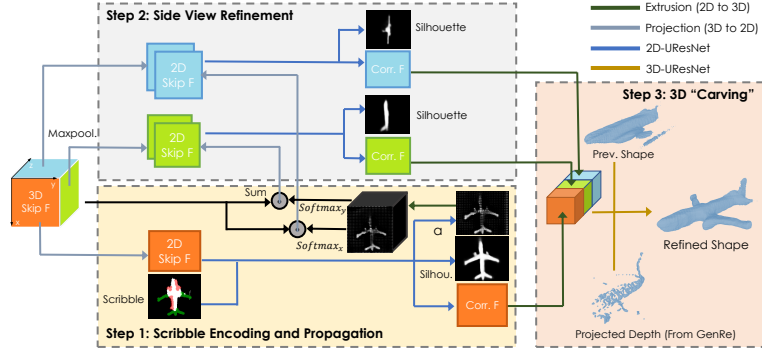 Step 2: Side View Refinement
Extrusion (2D to 3D)
Projection (3D to 2D)
2D-UResNet
3D-UResNet
Silhouette
2D
Skip F
Corr. F
Step 3: 3D "Carving"
Silhouette
Maxpool.
2D
Skip F
Corr. F
Prev. Shape
Y
3D
Skip F
X
Sum
Softmax_y
Softmax_x
α
Refined Shape
2D
Skip F
Silhou.
Scribble
Corr. F
Step 1: Scribble Encoding and Propagation
Projected Depth (From GenRe)